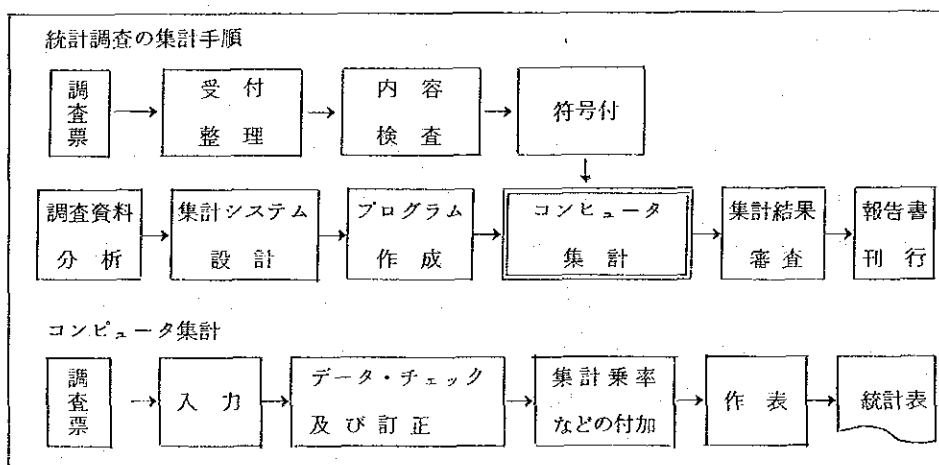 統計調査の集計手順
調査票
受付
整理
内容
検査
符号付
調査資料
分析
集計システム
設計
プログラム
作成
コンピュータ
集計
集計結果
審査
報告書
刊行
コンピュータ集計
調査票
入力
データ・チェック
及び訂正
集計乗率
などの付加
作表
統計表